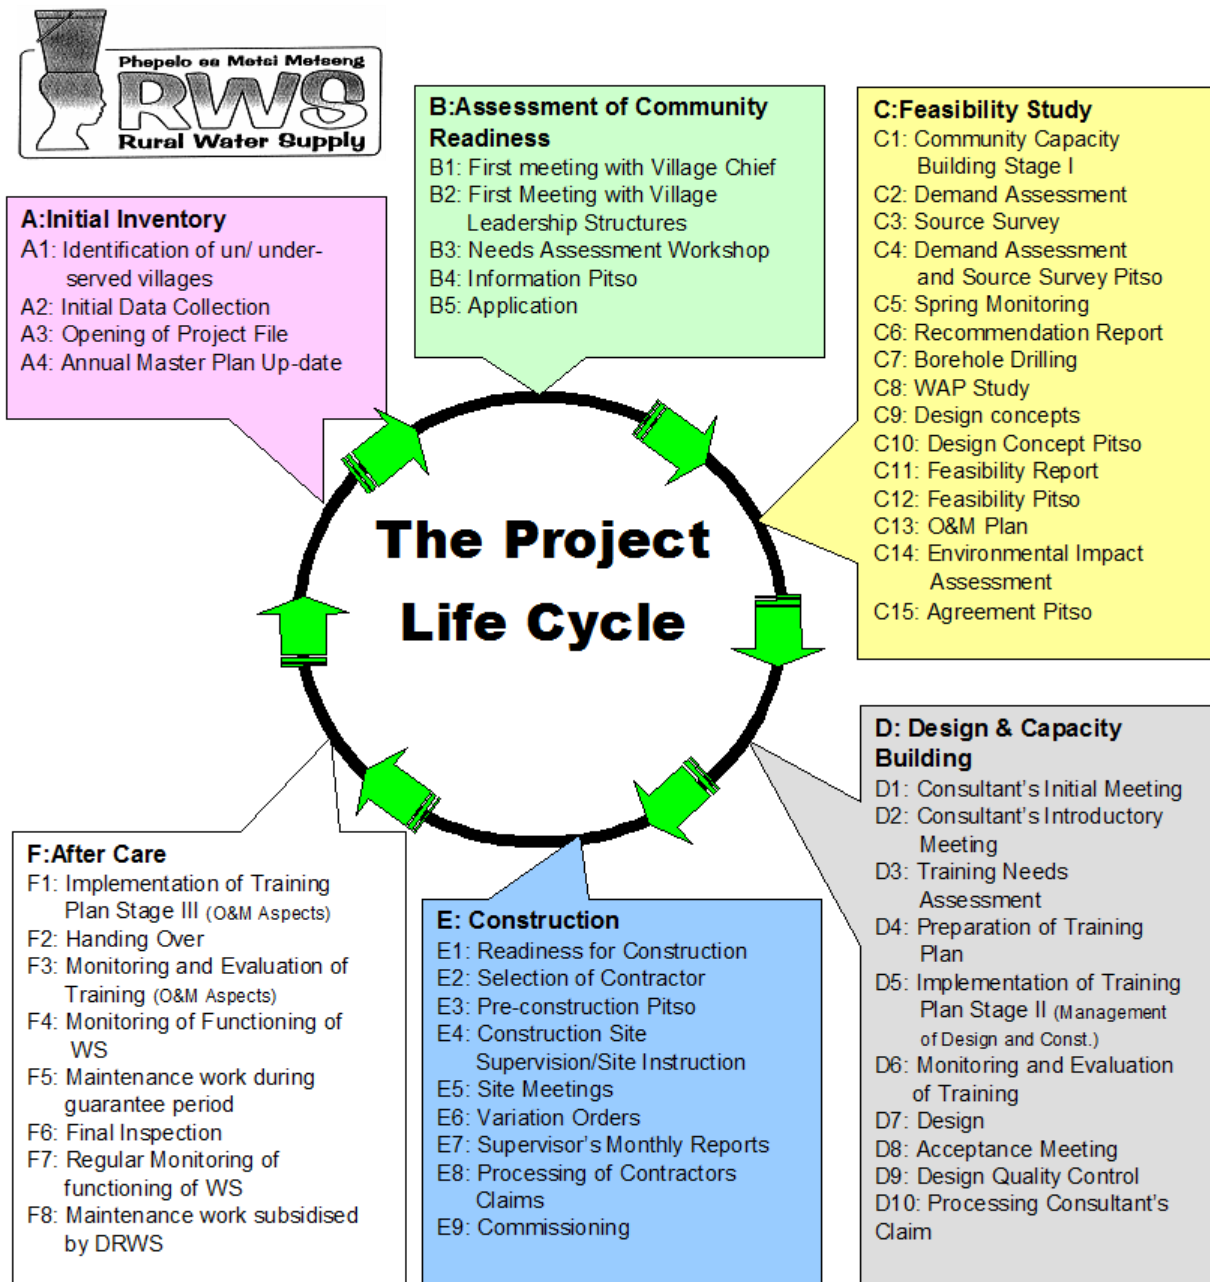 Phepelo ea Metsi Metseng
RWS
Rural Water Supply
A:Initial Inventory
A1: Identification of un/ under-
served villages
A2: Initial Data Collection
A3: Opening of Project File
A4: Annual Master Plan Up-date
B:Assessment of Community
Readiness
B1: First meeting with Village Chief
B2: First Meeting with Village
Leadership Structures
B3: Needs Assessment Workshop
B4: Information Pitso
B5: Application
C:Feasibility Study
C1: Community Capacity
Building Stage I
C2: Demand Assessment
C3: Source Survey
C4: Demand Assessment
and Source Survey Pitso
C5: Spring Monitoring
C6: Recommendation Report
C7: Borehole Drilling
C8: WAP Study
C9: Design concepts
C10: Design Concept Pitso
C11: Feasibility Report
C12: Feasibility Pitso
C13: O&M Plan
C14: Environmental Impact
Assessment
C15: Agreement Pitso
The Project
Life Cycle
D: Design & Capacity
Building
D1: Consultant's Initial Meeting
D2: Consultant's Introductory
Meeting
D3: Training Needs
Assessment
D4: Preparation of Training
Plan
D5: Implementation of Training
Plan Stage II (Management
of Design and Const.)
D6: Monitoring and Evaluation
of Training
D7: Design
D8: Acceptance Meeting
D9: Design Quality Control
D10: Processing Consultant's
Claim
E: Construction
E1: Readiness for Construction
E2: Selection of Contractor
E3: Pre-construction Pitso
E4: Construction Site
Supervision/Site Instruction
E5: Site Meetings
E6: Variation Orders
E7: Supervisor's Monthly Reports
E8: Processing of Contractors
Claims
E9: Commissioning
F:After Care
F1: Implementation of Training
Plan Stage III (O&M Aspects)
F2: Handing Over
F3: Monitoring and Evaluation of
Training (O&M Aspects)
F4: Monitoring of Functioning of
WS
F5: Maintenance work during
guarantee period
F6: Final Inspection
F7: Regular Monitoring of
functioning of WS
F8: Maintenance work subsidised
by DRWS